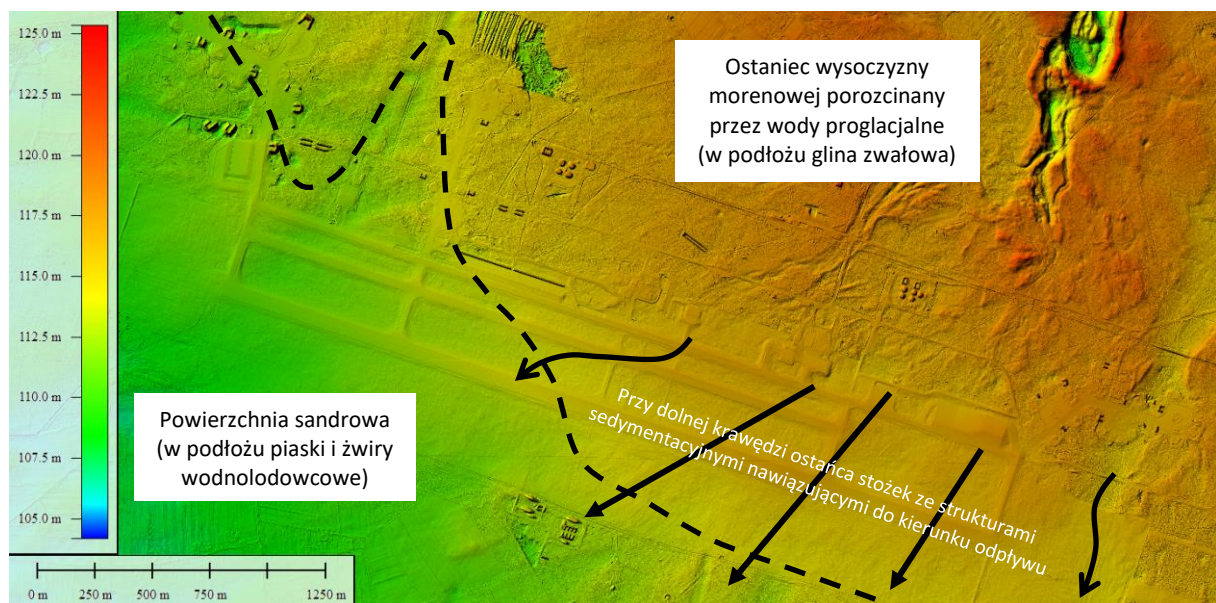 125.0 m
122.5 m
120.0 m
117.5 m
115.0 m
112.5 m
110.0 m
107.5 m
105.0 m
Ostaniec wysoczyzny
morenowej porozcinany
przez wody proglacjalne
(w podłożu glina zwałowa)
Powierzchnia sandrowa
(w podłożu piaski i żwiry
wodnolodowcowe)
Przy dolnej krawędzi ostańca stożek ze strukturami
sedymentacyjnymi nawiązującymi do kierunku odpływu
0 m 250 m 500 m 750 m 1250 m